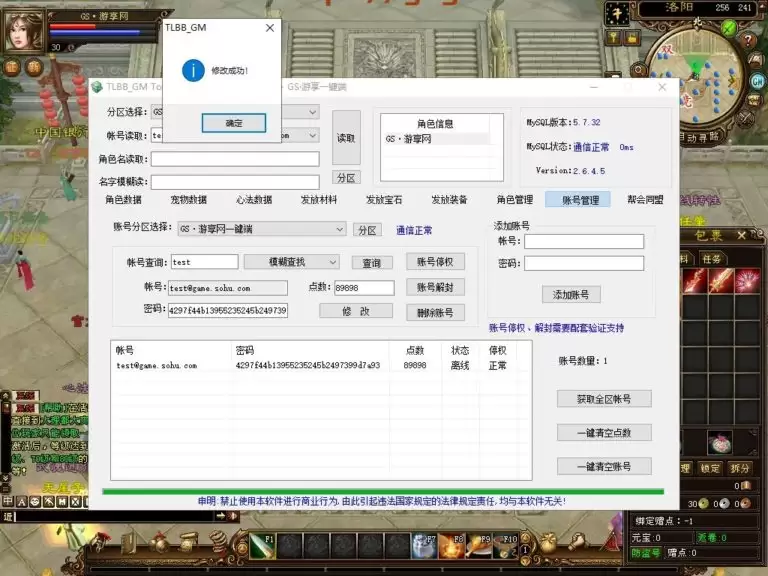 GS·游享网
30
洛阳
256 241
TLBB_GM
修改成功!
确定
TLBB_GM To
GS·游享一键端
分区选择:
GS
帐号读取:
te
om
角色名读取:
名字模糊读:
读取
分区
角色信息
GS·游享网
MySQL版本:5.7.32
MySQL状态:通信正常 0ms
Version:2.6.4.5
角色数据 宠物数据 心法数据 发放材料 发放宝石 发放装备 角色管理 账号管理 帮会同盟
账号分区选择: GS·游享网一键端 分区 通信正常
帐号查询: test 模糊查找 查询 账号停权
帐号: test@game.sohu.com 点数: 89898 账号解封
密码: 4297f44b13955235245b249739 修 改 删除账号
添加账号
帐号:
密码:
添加账号
账号停权、解封需要配套验证支持
帐号 密码 点数 状态 停权
test@game.sohu.com 4297f44b13955235245b2497399d7a93 89898 离线 正常
账号数量: 1
获取全区帐号
一键清空点数
一键清空账号
申明:禁止使用本软件进行商业行为,由此引起违法国家规定的法律规定责任,均与本软件无关!
自动寻路
中国银行
包裹
任务
锁定 拆分
绑定赠点:-1
元宝:0 返卷:0
防盗号 赠点:0
F1 F7 F8 F9 F10